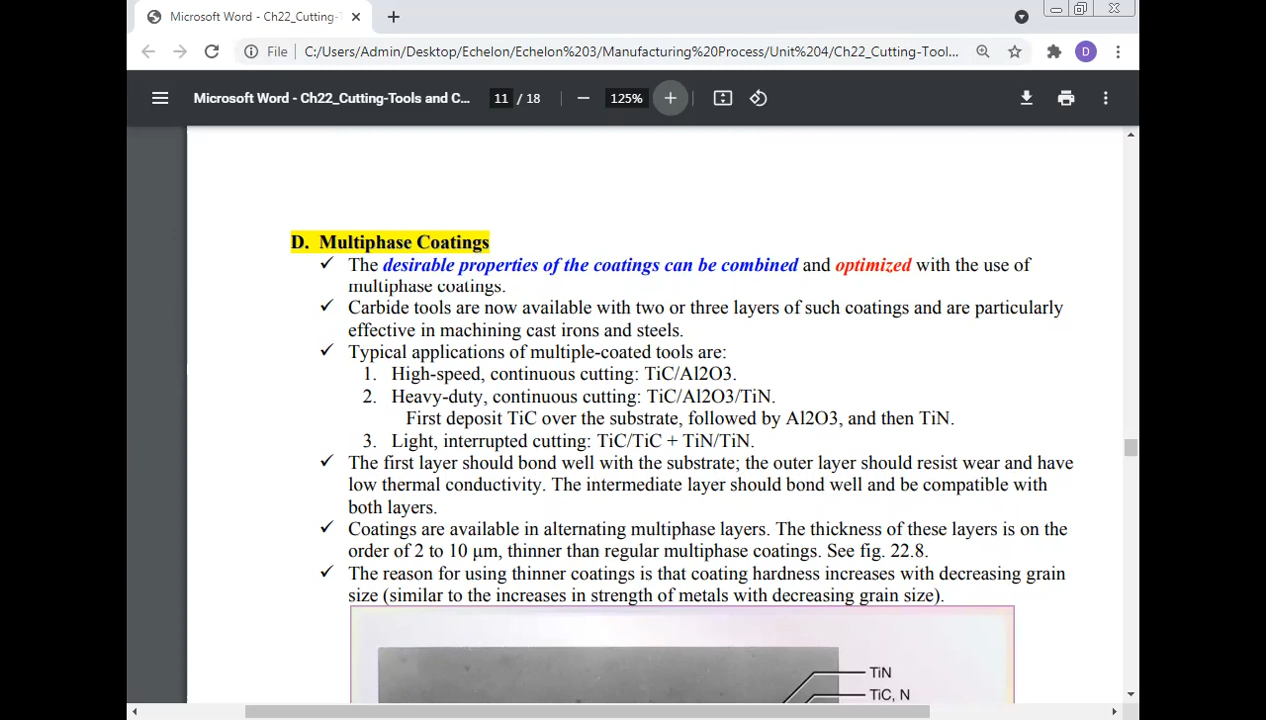 Microsoft Word - Ch22_Cutting-T
File C:/Users/Admin/Desktop/Echelon/Echelon%203/Manufacturing%20Process/Unit%204/Ch22_Cutting-Tool... D
Microsoft Word - Ch22_Cutting-Tools and C... 11 / 18 125%
D. Multiphase Coatings
✓ The desirable properties of the coatings can be combined and optimized with the use of
multiphase coatings.
✓ Carbide tools are now available with two or three layers of such coatings and are particularly
effective in machining cast irons and steels.
✓ Typical applications of multiple-coated tools are:
1. High-speed, continuous cutting: TiC/Al2O3.
2. Heavy-duty, continuous cutting: TiC/Al2O3/TiN.
First deposit TiC over the substrate, followed by Al2O3, and then TiN.
3. Light, interrupted cutting: TiC/TiC + TiN/TiN.
✓ The first layer should bond well with the substrate; the outer layer should resist wear and have
low thermal conductivity. The intermediate layer should bond well and be compatible with
both layers.
✓ Coatings are available in alternating multiphase layers. The thickness of these layers is on the
order of 2 to 10 μm, thinner than regular multiphase coatings. See fig. 22.8.
✓ The reason for using thinner coatings is that coating hardness increases with decreasing grain
size (similar to the increases in strength of metals with decreasing grain size).
TiN
TiC, N